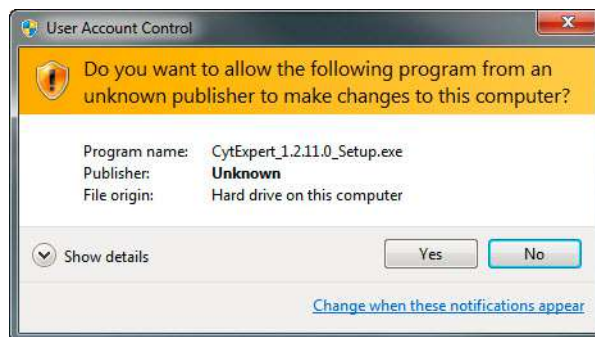 User Account Control
Do you want to allow the following program from an
unknown publisher to make changes to this computer?
Program name: CytExpert_1.2.11.0_Setup.exe
Publisher: Unknown
File origin: Hard drive on this computer
Show details Yes No
Change when these notifications appear